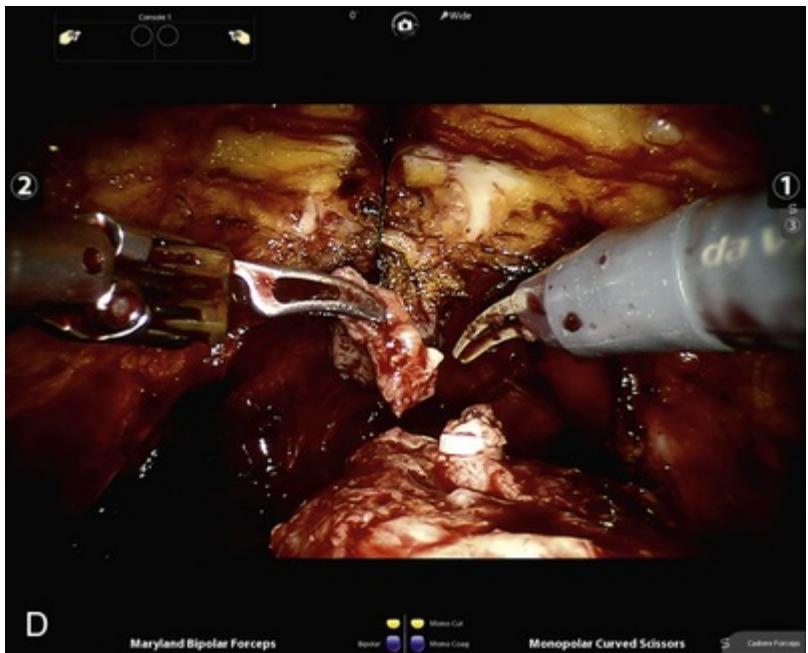 Console 1
0°
Wide
2
1
3
da V
D
Maryland Bipolar Forceps
Bipolar
Mono Cut
Mono Coag
Monopolar Curved Scissors
Cadiere Forceps